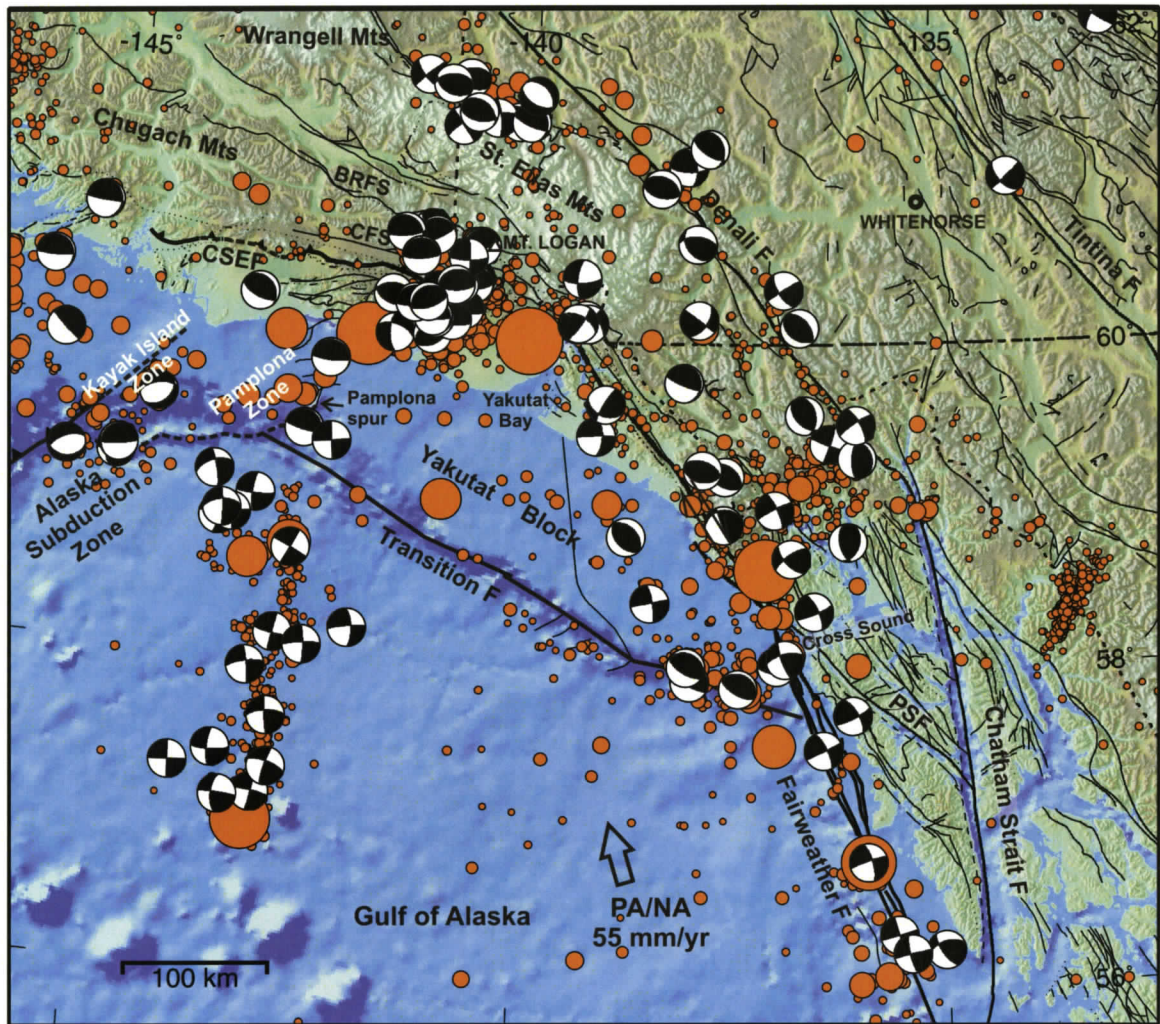 -145
-140
-135
62
Wrangell Mts
Chugach Mts
St. Elias Mts
BRFS
CFS
CSEF
MT. LOGAN
Denali F
WHITEHORSE
Tintina F
60
Kayak Island
Zone
Pamplona
Zone
Pamplona
spur
Yakutat
Bay
Alaska
Subduction
Zone
Yakutat
Block
Transition F
Cross Sound
58
PSF
Chatham Strait F
Fairweather F
PA/NA
55 mm/yr
Gulf of Alaska
100 km
56